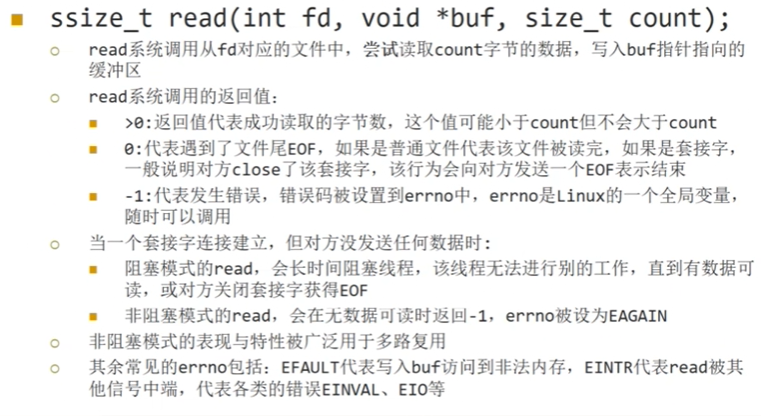 ssize_t read(int fd, void *buf, size_t count);
read系统调用从fd对应的文件中，尝试读取count字节的数据，写入buf指针指向的
缓冲区
read系统调用的返回值：
>0:返回值代表成功读取的字节数，这个值可能小于count但不会大于count
0:代表遇到了文件尾EOF，如果是普通文件代表该文件被读完，如果是套接字，
一般说明对方close了该套接字，该行为会向对方发送一个EOF表示结束
-1:代表发生错误，错误码被设置到errno中，errno是Linux的一个全局变量，
随时可以调用
当一个套接字连接建立，但对方没发送任何数据时:
阻塞模式的read，会长时间阻塞线程，该线程无法进行别的工作，直到有数据可
读，或对方关闭套接字获得EOF
非阻塞模式的read，会在无数据可读时返回-1，errno被设为EAGAIN
非阻塞模式的表现与特性被广泛用于多路复用
其余常见的errno包括：EFAULT代表写入buf访问到非法内存，EINTR代表read被其
他信号中端，代表各类的错误EINVAL、EIO等